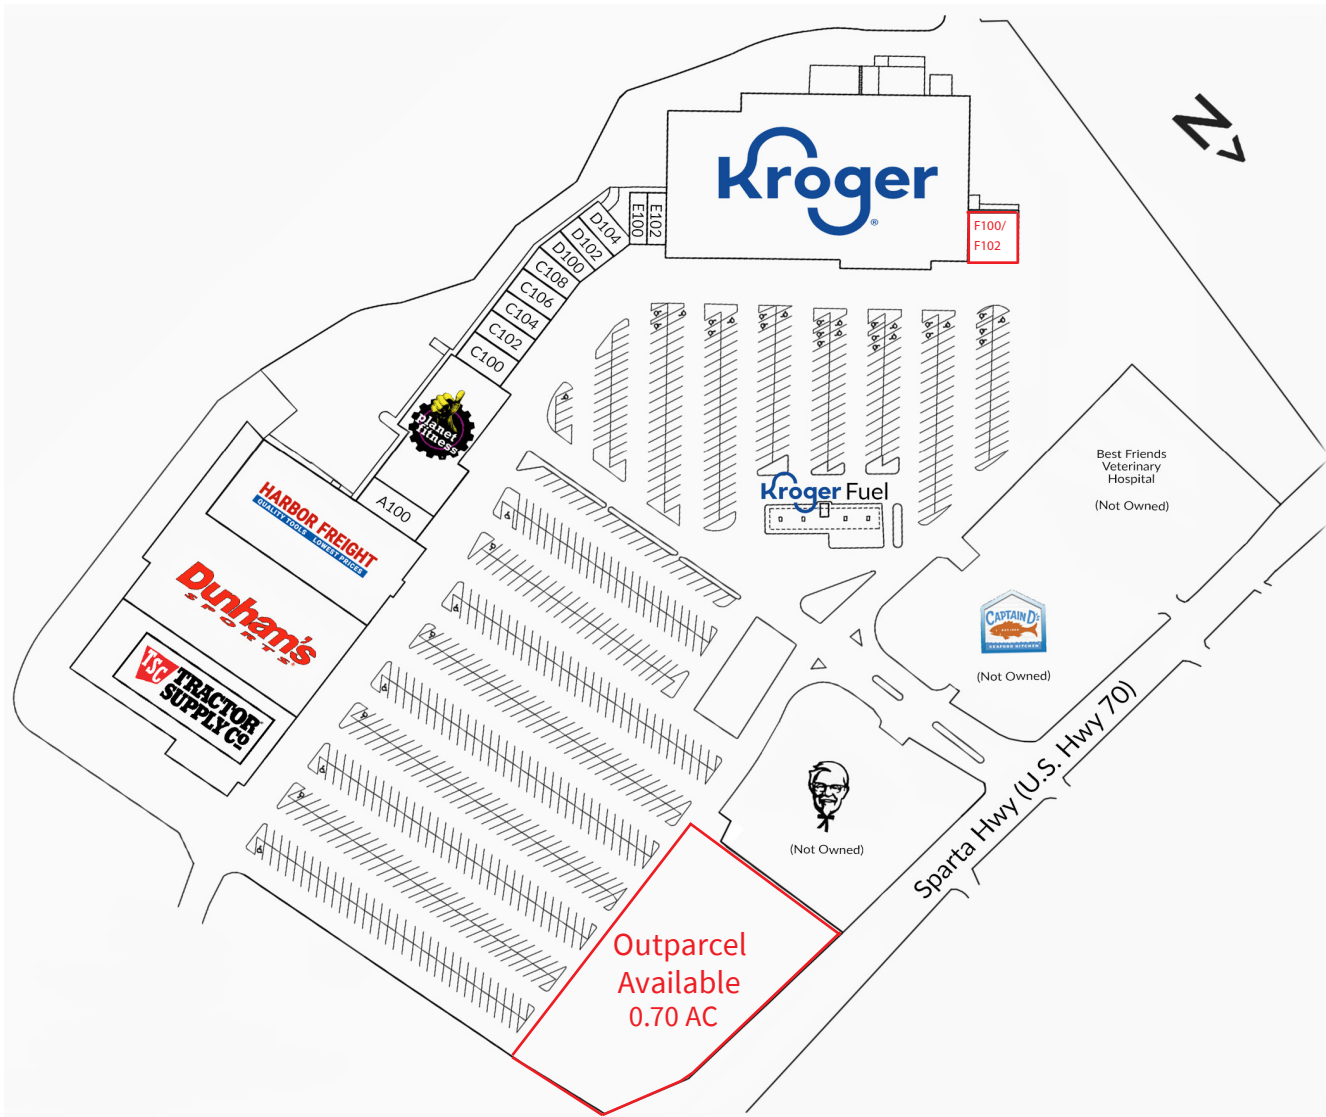 N
Kroger
®
F100/
F102
E100
E102
D104
D102
D100
C108
C106
C104
C102
C100
planet
fitness
A100
HARBOR FREIGHT
QUALITY TOOLS LOWEST PRICES
Dunham's
SPORTS
TSC
TRACTOR
SUPPLY CO
Kroger Fuel
Best Friends
Veterinary
Hospital
(Not Owned)
CAPTAIN D's
SEAFOOD KITCHEN
(Not Owned)
(Not Owned)
Sparta Hwy (U.S. Hwy 70)
Outparcel
Available
0.70 AC